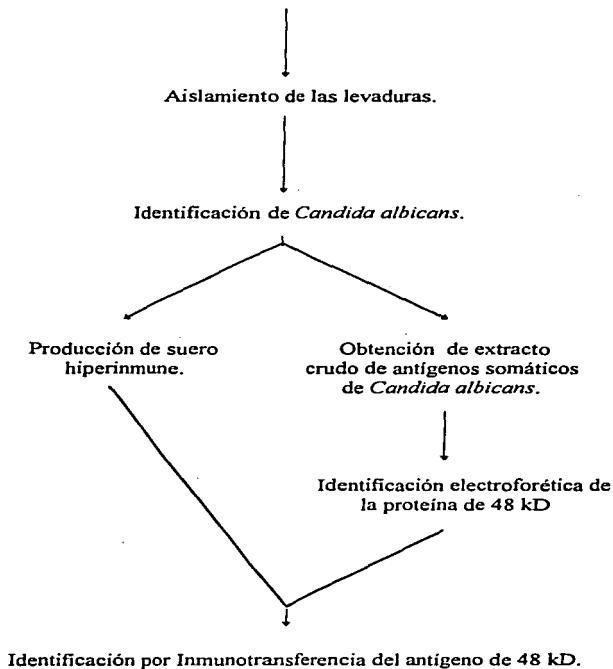 Aislamiento de las levaduras.
Identificación de Candida albicans.
Producción de suero
hiperinmune.
Obtención de extracto
crudo de antígenos somáticos
de Candida albicans.
Identificación electroforética de
la proteína de 48 kD
Identificación por Inmunotransferencia del antígeno de 48 kD.